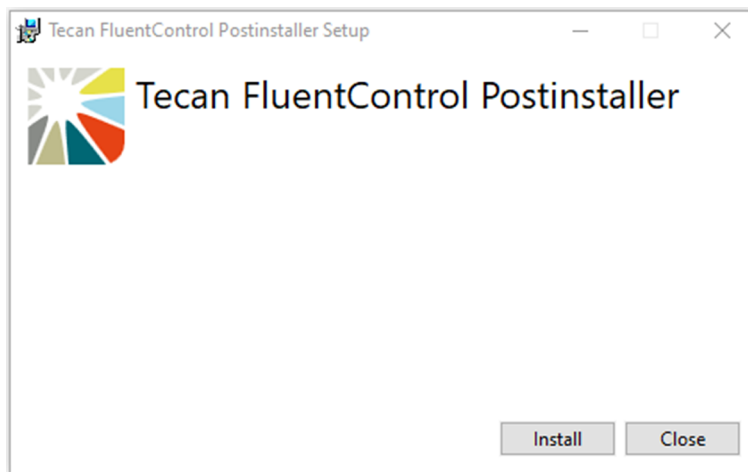 Tecan FluentControl Postinstaller Setup
Tecan FluentControl Postinstaller
Install Close